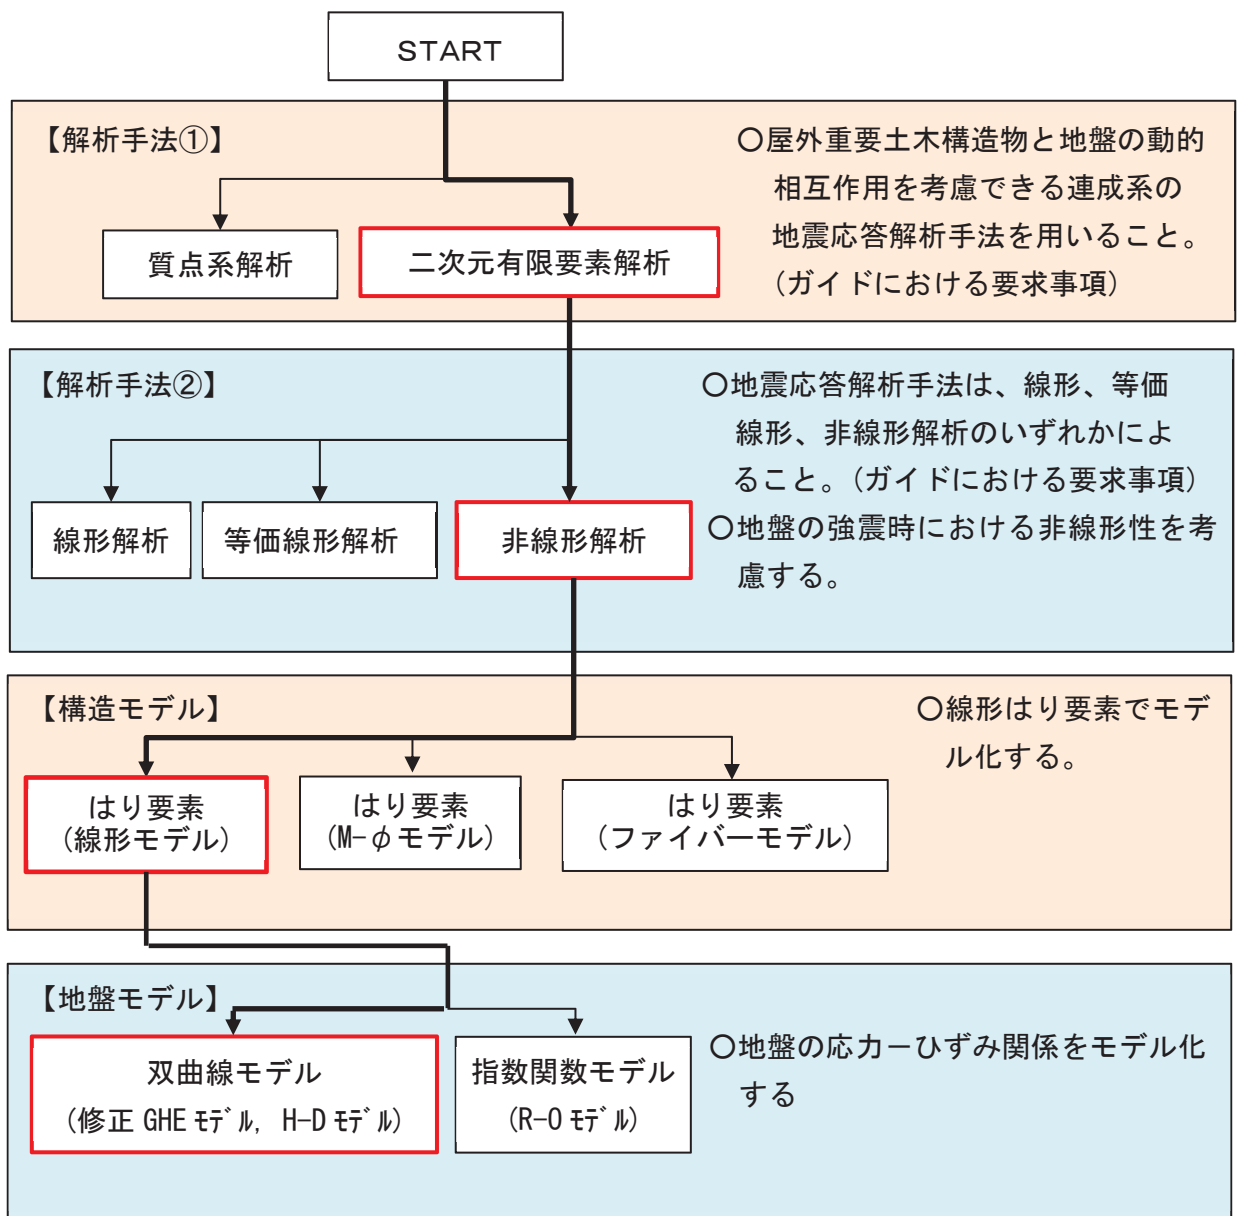 START
【解析手法①】
質点系解析
二次元有限要素解析
〇屋外重要土木構造物と地盤の動的
相互作用を考慮できる連成系の
地震応答解析手法を用いること。
(ガイドにおける要求事項)
【解析手法②】
線形解析
等価線形解析
非線形解析
〇地震応答解析手法は、線形、等価
線形、非線形解析のいずれかによ
ること。(ガイドにおける要求事項)
〇地盤の強震時における非線形性を考
慮する。
【構造モデル】
はり要素
(線形モデル)
はり要素
(M-φモデル)
はり要素
(ファイバーモデル)
〇線形はり要素でモデ
ル化する。
【地盤モデル】
双曲線モデル
(修正 GHE ﾓﾃﾞﾙ, H-D ﾓﾃﾞﾙ)
指数関数モデル
(R-O ﾓﾃﾞﾙ)
〇地盤の応力ーひずみ関係をモデル化
する